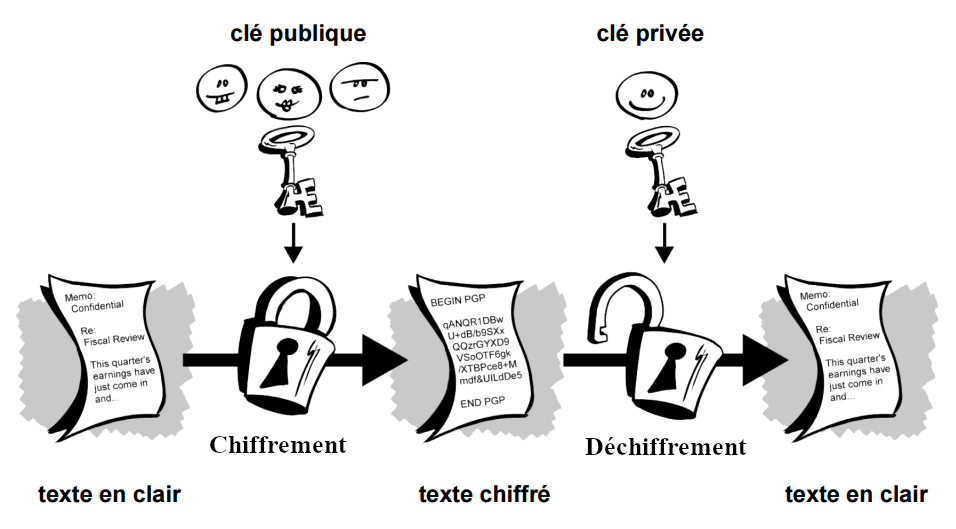 clé publique
clé privée
Memo:
Confidential
Re:
Fiscal Review
This quarter's
earnings have
just come in
and...
BEGIN PGP
qANQR1DBw
U+dB/b9SXx
QQzrGYXD9
VSoOTF6gk
/XTBPce8+M
mdf&UILdDe5
END PGP
Memo:
Confidential
Re:
Fiscal Review
This quarter's
earnings have
just come in
and...
Chiffrement
Déchiffrement
texte en clair
texte chiffré
texte en clair